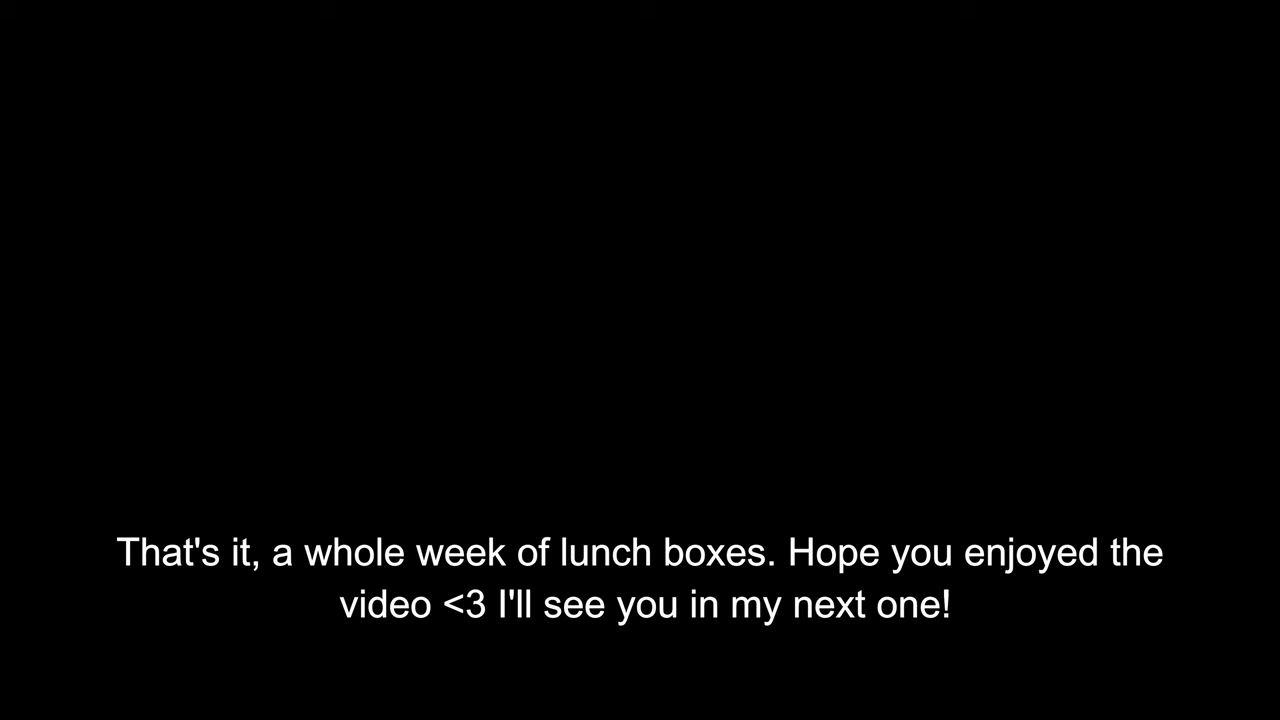 That's it, a whole week of lunch boxes. Hope you enjoyed the
video <3 I'll see you in my next one!